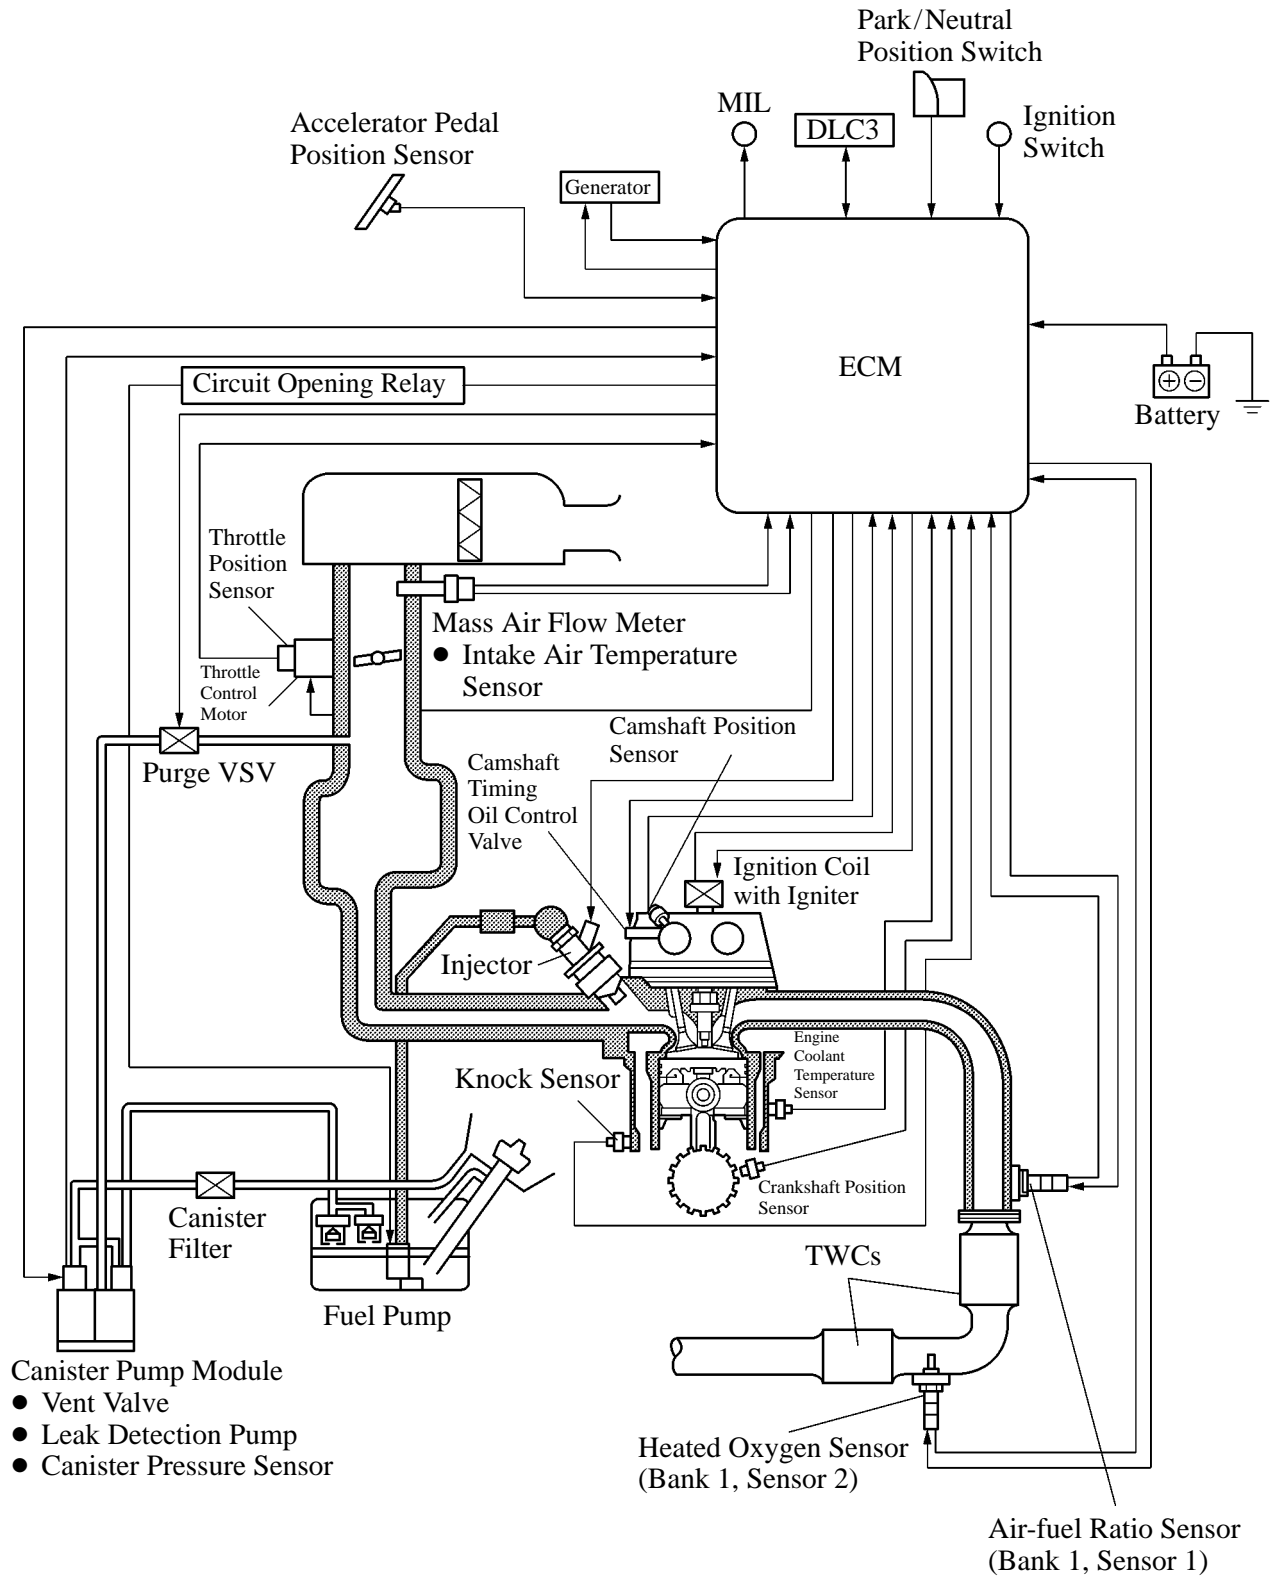 Park/Neutral
Position Switch
MIL
DLC3
Ignition
Switch
Accelerator Pedal
Position Sensor
Generator
ECM
Circuit Opening Relay
Battery
Throttle
Position
Sensor
Mass Air Flow Meter
● Intake Air Temperature
Sensor
Throttle
Control
Motor
Camshaft Position
Sensor
Purge VSV
Camshaft
Timing
Oil Control
Valve
Ignition Coil
with Igniter
Injector
Engine
Coolant
Temperature
Sensor
Knock Sensor
Crankshaft Position
Sensor
Canister
Filter
TWCs
Fuel Pump
Canister Pump Module
● Vent Valve
● Leak Detection Pump
● Canister Pressure Sensor
Heated Oxygen Sensor
(Bank 1, Sensor 2)
Air-fuel Ratio Sensor
(Bank 1, Sensor 1)